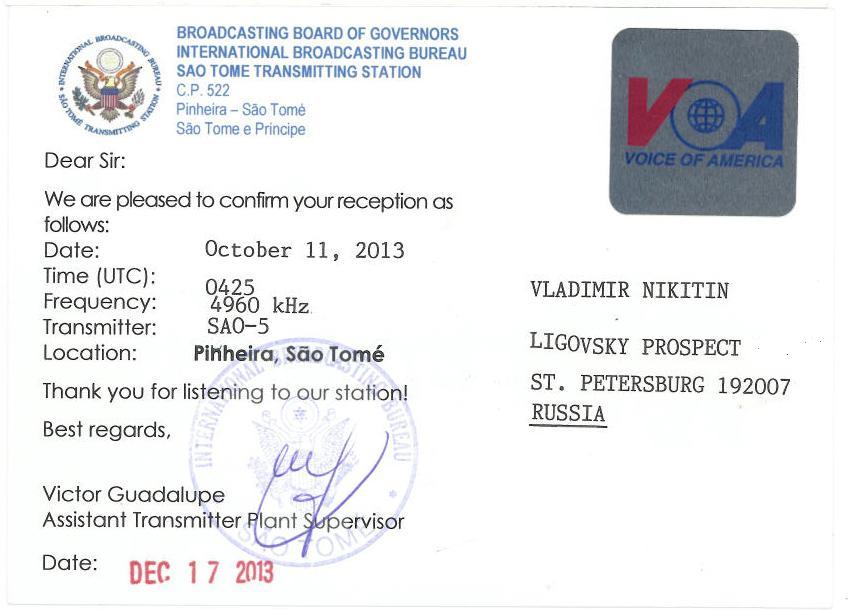 BROADCASTING BOARD OF GOVERNORS
INTERNATIONAL BROADCASTING BUREAU
SAO TOME TRANSMITTING STATION
C.P. 522
Pinheira – São Tomé
São Tome e Principe
INTERNATIONAL BROADCASTING BUREAU
SAO TOMÉ TRANSMITTING STATION
VOA
VOICE OF AMERICA
Dear Sir:
We are pleased to confirm your reception as
follows:
Date: October 11, 2013
Time (UTC): 0425
Frequency: 4960 kHz
Transmitter: SAO-5
Location: Pinheira, São Tomé
Thank you for listening to our station!
Best regards,
Victor Guadalupe
Assistant Transmitter Plant Supervisor
Date: DEC 17 2013
INTERNATIONAL BROADCASTING BUREAU
SÃO TOMÉ
VLADIMIR NIKITIN
LIGOVSKY PROSPECT
ST. PETERSBURG 192007
RUSSIA